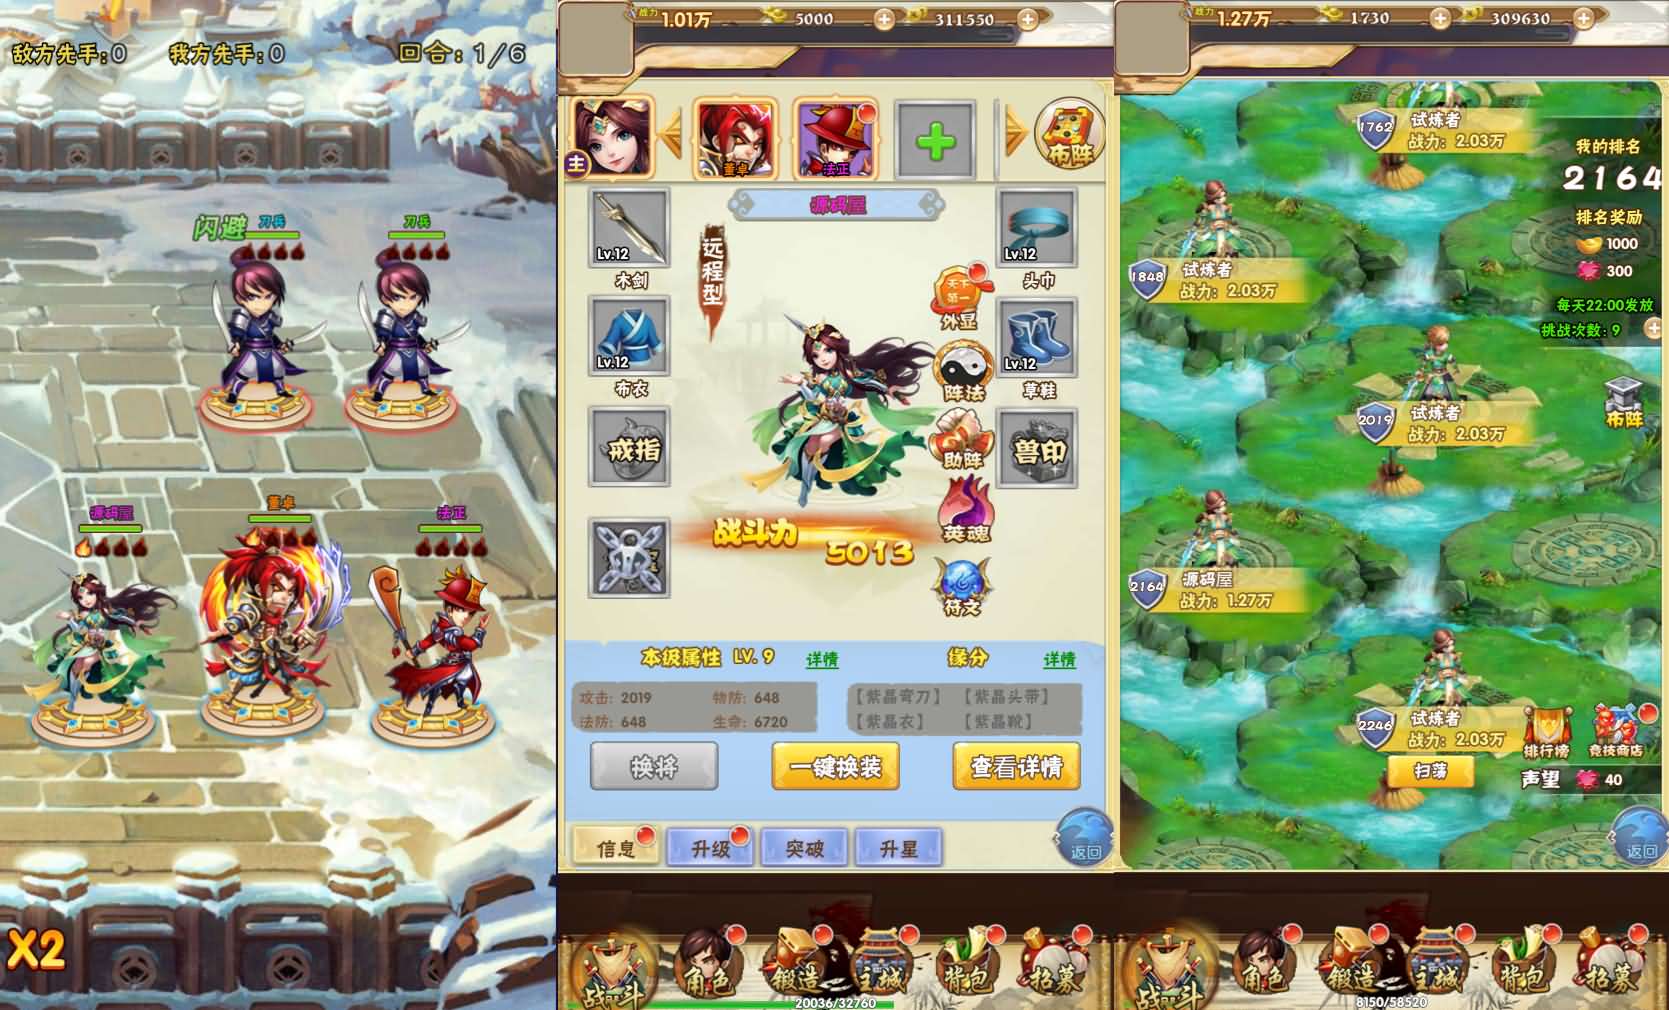 敌方先手:0 我方先手:0 回合:1/6
闪避 刀兵 刀兵
源码屋 董卓 法正
X2
战力 1.01万 5000 311550
主 董卓 法正 布阵
源码屋
远程型
Lv.12 木剑
Lv.12 布衣
戒指
Lv.12 头巾
Lv.12 草鞋
兽印
天下第一
外显
阵法
助阵
英魂
符文
战斗力 5013
本级属性 LV.9 详情 缘分 详情
攻击: 2019 物防: 648
法防: 648 生命: 6720
【紫晶弯刀】 【紫晶头带】
【紫晶衣】 【紫晶靴】
换将 一键换装 查看详情
信息 升级 突破 升星 返回
战斗 角色 锻造 主城 背包 招募
20036/32760
战力 1.27万 1730 309630
1762 试炼者
战力: 2.03万
我的排名
2164
排名奖励
1000
300
每天22:00发放
挑战次数: 9
1848 试炼者
战力: 2.03万
布阵
2019 试炼者
战力: 2.03万
2164 源码屋
战力: 1.27万
2246 试炼者
战力: 2.03万
扫荡
排行榜 竞技商店
声望 40
返回
战斗 角色 锻造 主城 背包 招募
8150/58520